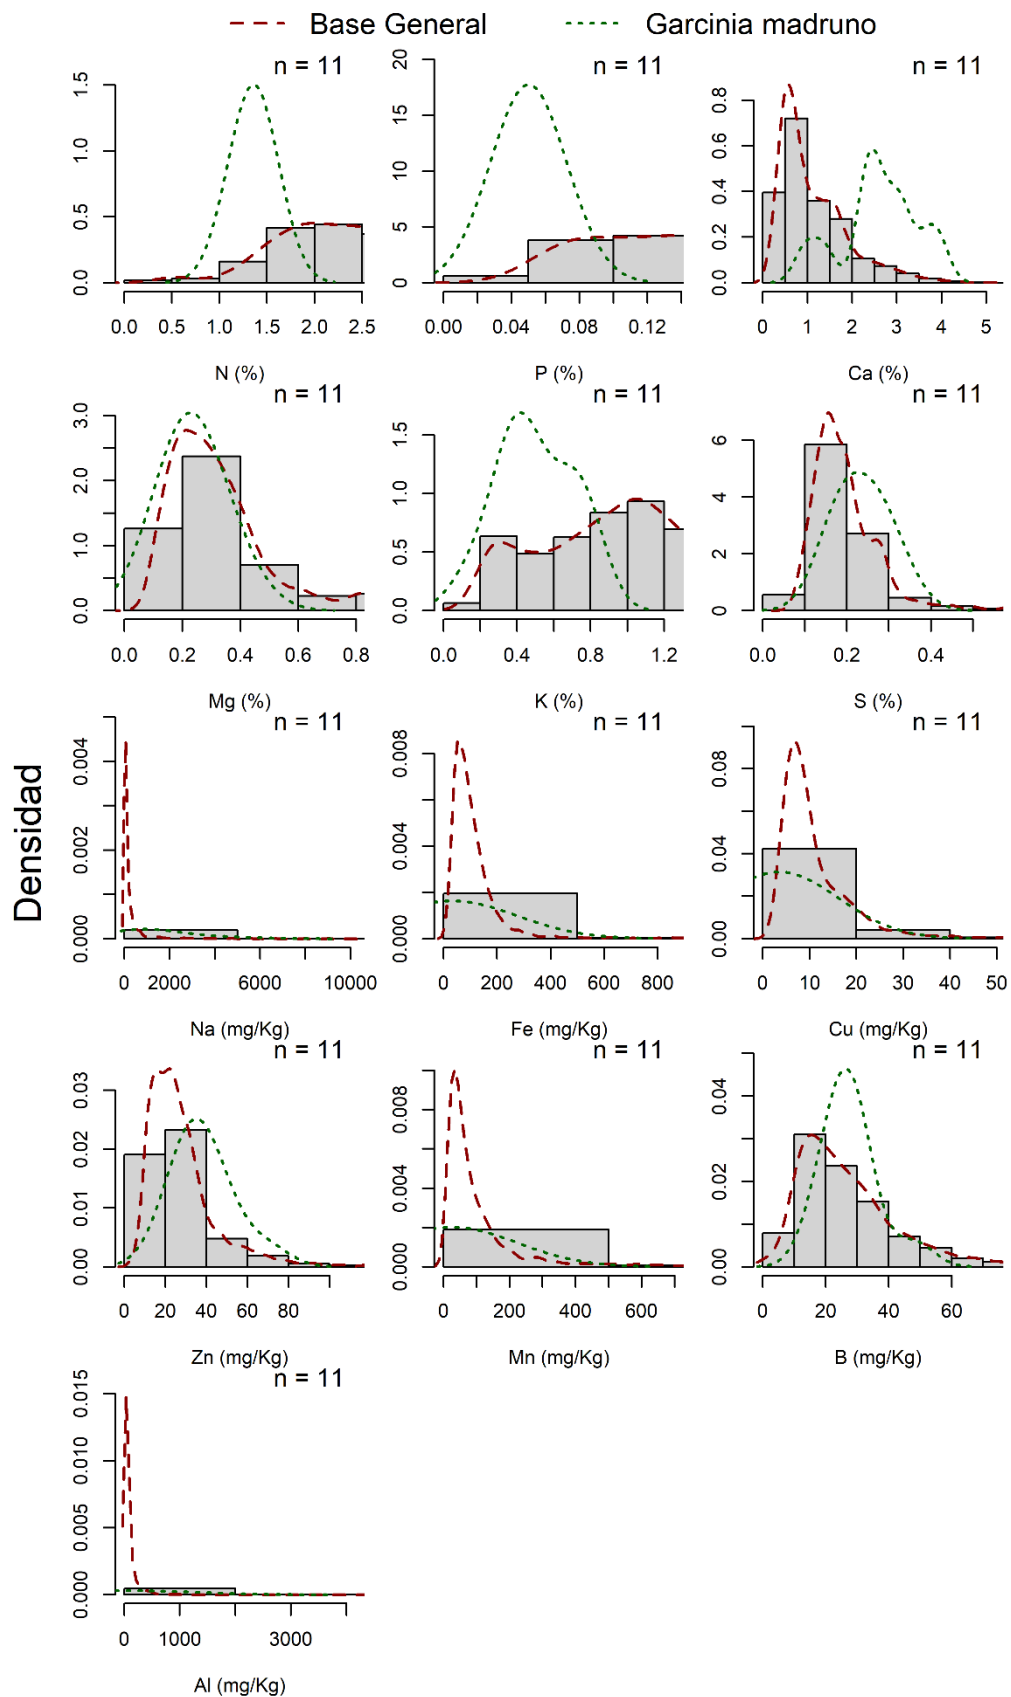 Base General Garcinia madruno
n = 11 n = 11 n = 11
0.0 0.5 1.0 1.5
0 5 10 15 20
0.0 0.2 0.4 0.6 0.8
0.0 0.5 1.0 1.5 2.0 2.5
0.00 0.04 0.08 0.12
0 1 2 3 4 5
N (%) P (%) Ca (%)
n = 11 n = 11 n = 11
0.0 1.0 2.0 3.0
0.0 0.5 1.0 1.5
0 2 4 6
0.0 0.2 0.4 0.6 0.8
0.0 0.4 0.8 1.2
0.0 0.2 0.4
Mg (%) K (%) S (%)
n = 11 n = 11 n = 11
Densidad
0.000 0.002 0.004
0.000 0.004 0.008
0.00 0.04 0.08
0 2000 6000 10000
0 200 400 600 800
0 10 20 30 40 50
Na (mg/Kg) Fe (mg/Kg) Cu (mg/Kg)
n = 11 n = 11 n = 11
0.00 0.01 0.02 0.03
0.000 0.004 0.008
0.00 0.02 0.04
0 20 40 60 80
0 200 400 600
0 20 40 60
Zn (mg/Kg) Mn (mg/Kg) B (mg/Kg)
n = 11
0.000 0.005 0.010 0.015
0 1000 3000
Al (mg/Kg)